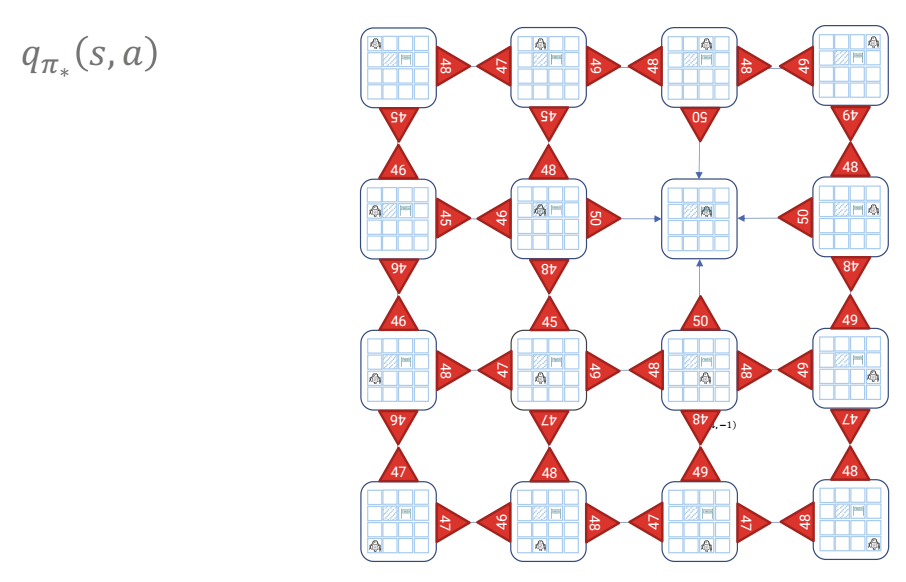 $q_{\pi_*}(s, a)$
48 47 49 48 48 49
45 45 50 49
46 48 48
45 46 50 50
46 48 48
46 45 50 49
48 47 49 48 48 49
46 47 48 ,−1) 47
47 48 49 48
47 46 48 47 47 48